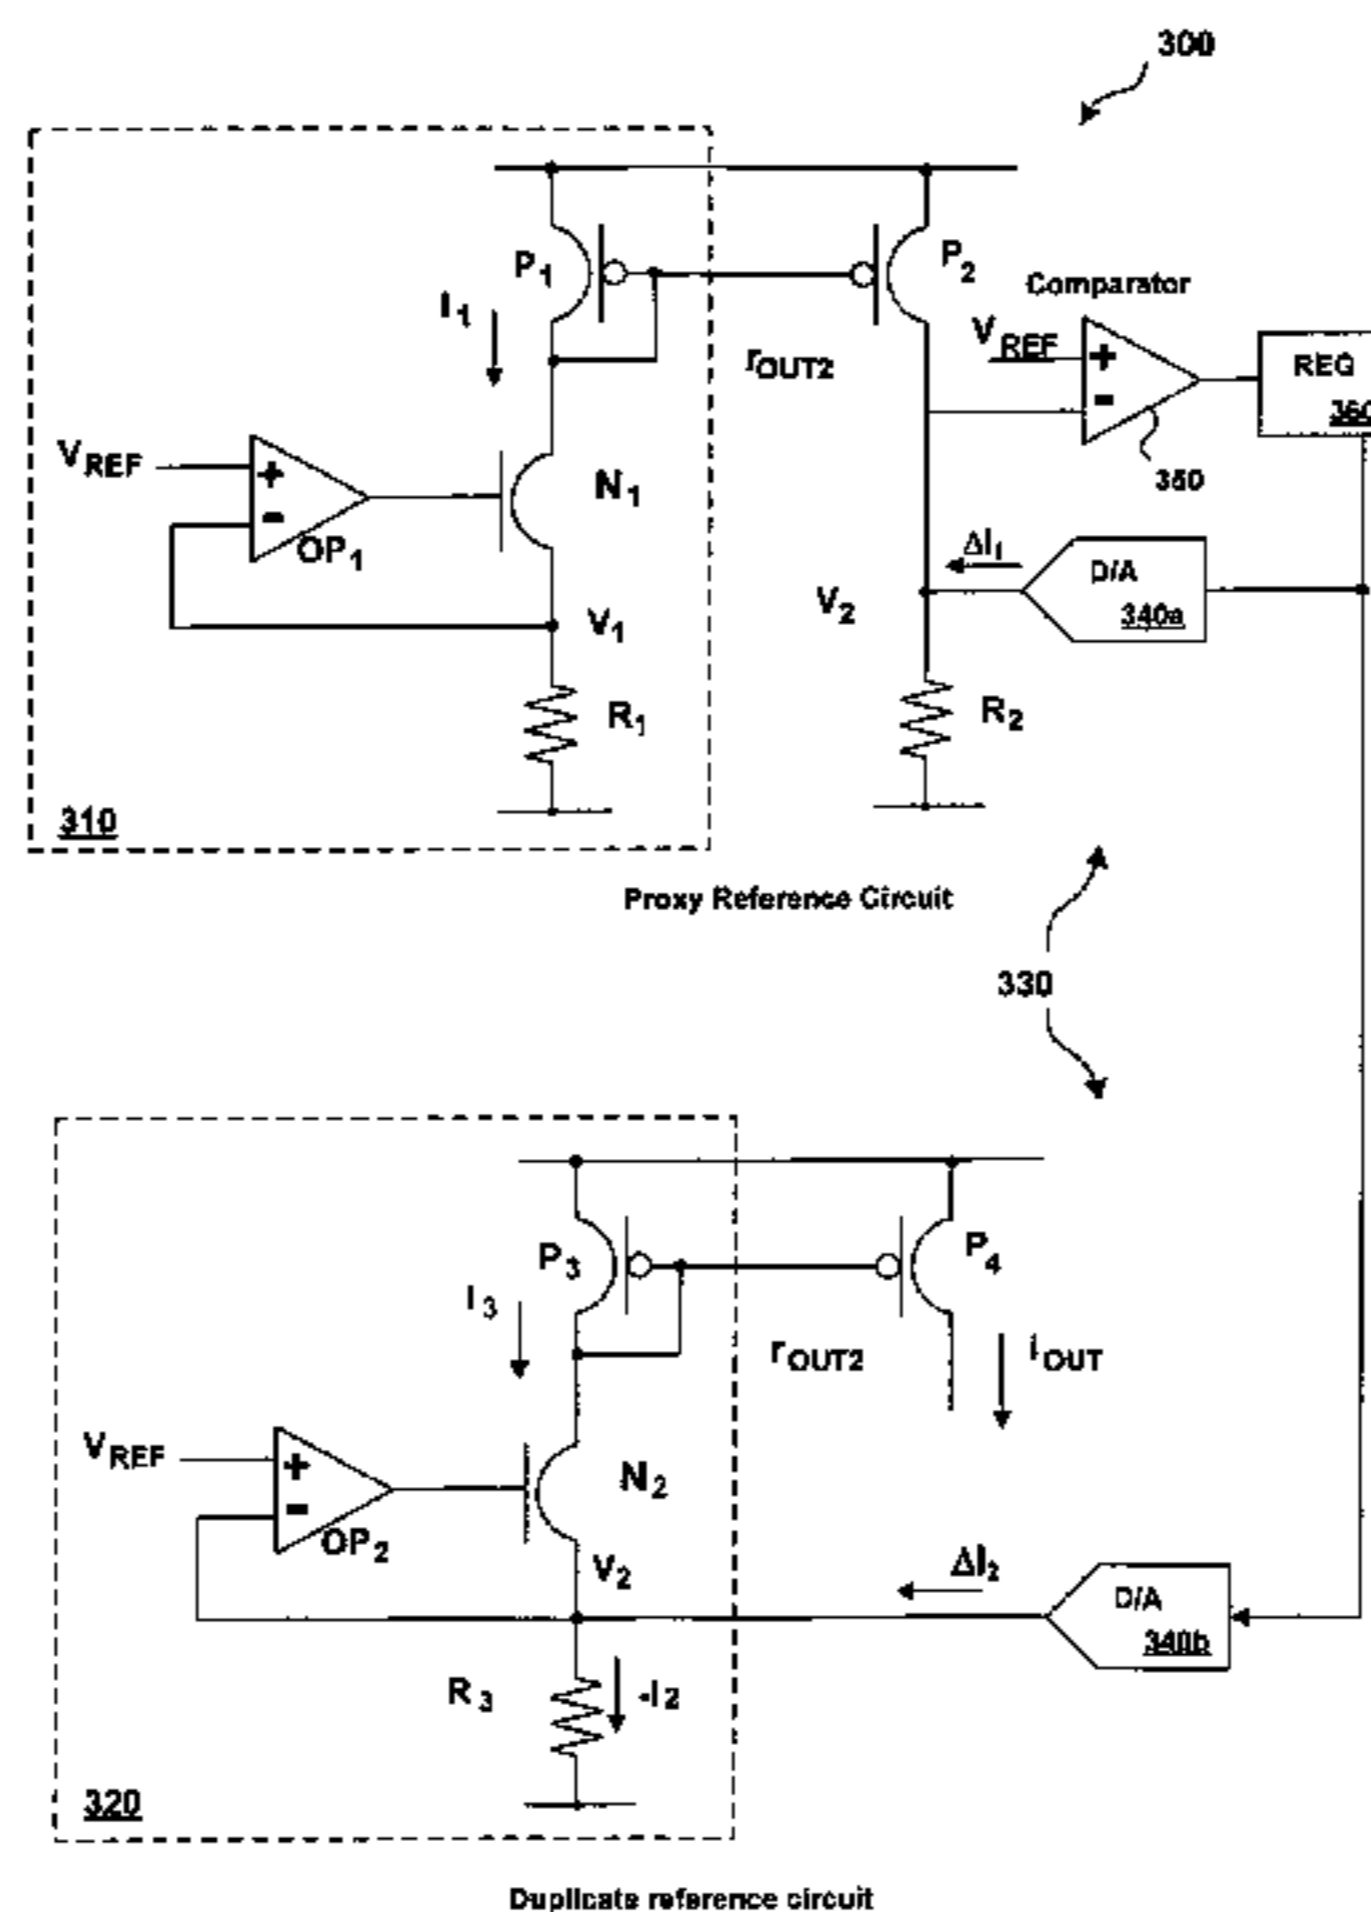 300
P1
P2
Comparator
I1
rOUT2
VREF
+
-
REG
360
350
VREF
+
-
OP1
N1
ΔI1
D/A
340a
V1
V2
R1
R2
310
Proxy Reference Circuit
330
P3
P4
I3
rOUT2
iOUT
VREF
+
-
OP2
N2
V2
ΔI2
D/A
340b
R3
-I2
320
Duplicate reference circuit